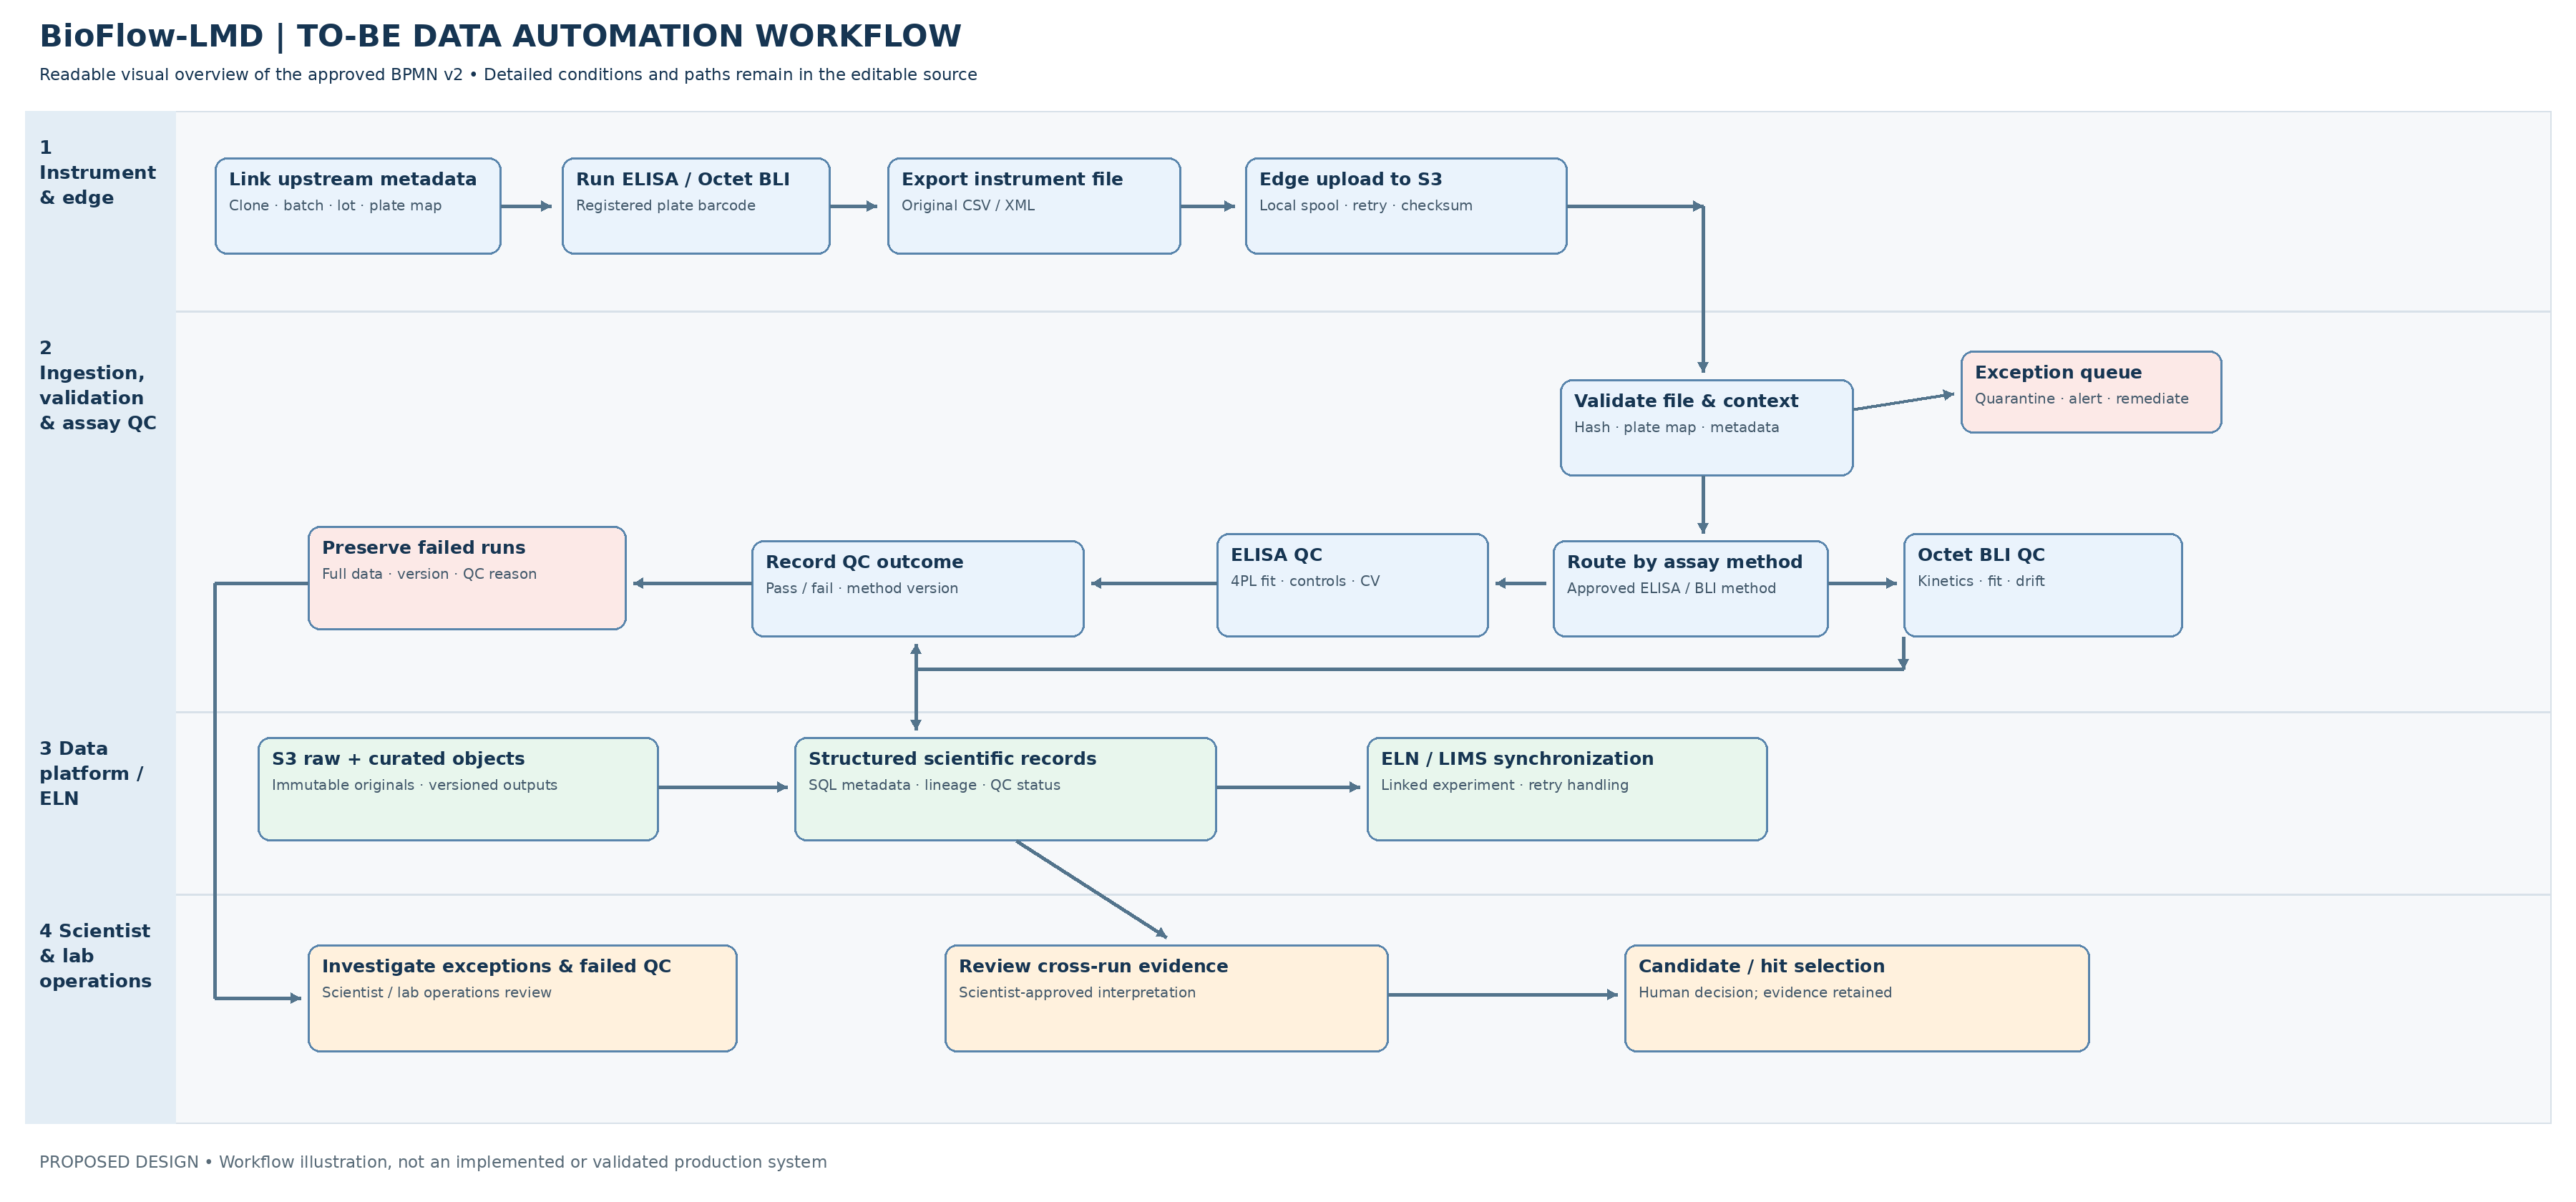 BioFlow-LMD | TO-BE DATA AUTOMATION WORKFLOW
Readable visual overview of the approved BPMN v2 • Detailed conditions and paths remain in the editable source
1
Instrument
& edge
Link upstream metadata
Clone · batch · lot · plate map
Run ELISA / Octet BLI
Registered plate barcode
Export instrument file
Original CSV / XML
Edge upload to S3
Local spool · retry · checksum
2
Ingestion,
validation
& assay QC
Validate file & context
Hash · plate map · metadata
Exception queue
Quarantine · alert · remediate
Preserve failed runs
Full data · version · QC reason
Record QC outcome
Pass / fail · method version
ELISA QC
4PL fit · controls · CV
Route by assay method
Approved ELISA / BLI method
Octet BLI QC
Kinetics · fit · drift
3 Data
platform /
ELN
S3 raw + curated objects
Immutable originals · versioned outputs
Structured scientific records
SQL metadata · lineage · QC status
ELN / LIMS synchronization
Linked experiment · retry handling
4 Scientist
& lab
operations
Investigate exceptions & failed QC
Scientist / lab operations review
Review cross-run evidence
Scientist-approved interpretation
Candidate / hit selection
Human decision; evidence retained
PROPOSED DESIGN • Workflow illustration, not an implemented or validated production system